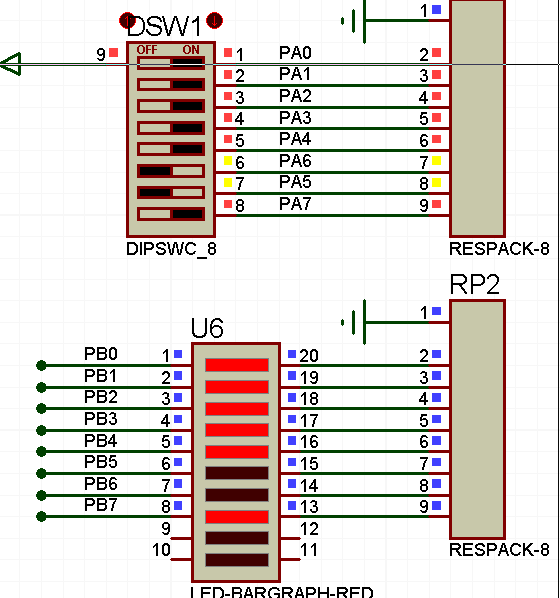 DSW1
1
OFF ON
9 1 PA0 2
2 PA1 3
3 PA2 4
4 PA3 5
5 PA4 6
6 PA6 7
7 PA5 8
8 PA7 9
DIPSWC_8 RESPACK-8
RP2
1
U6
PB0 1 20 2
PB1 2 19 3
PB2 3 18 4
PB3 4 17 5
PB4 5 16 6
PB5 6 15 7
PB6 7 14 8
PB7 8 13 9
9 12
10 11
RESPACK-8
LED-BARGRAPH-RED